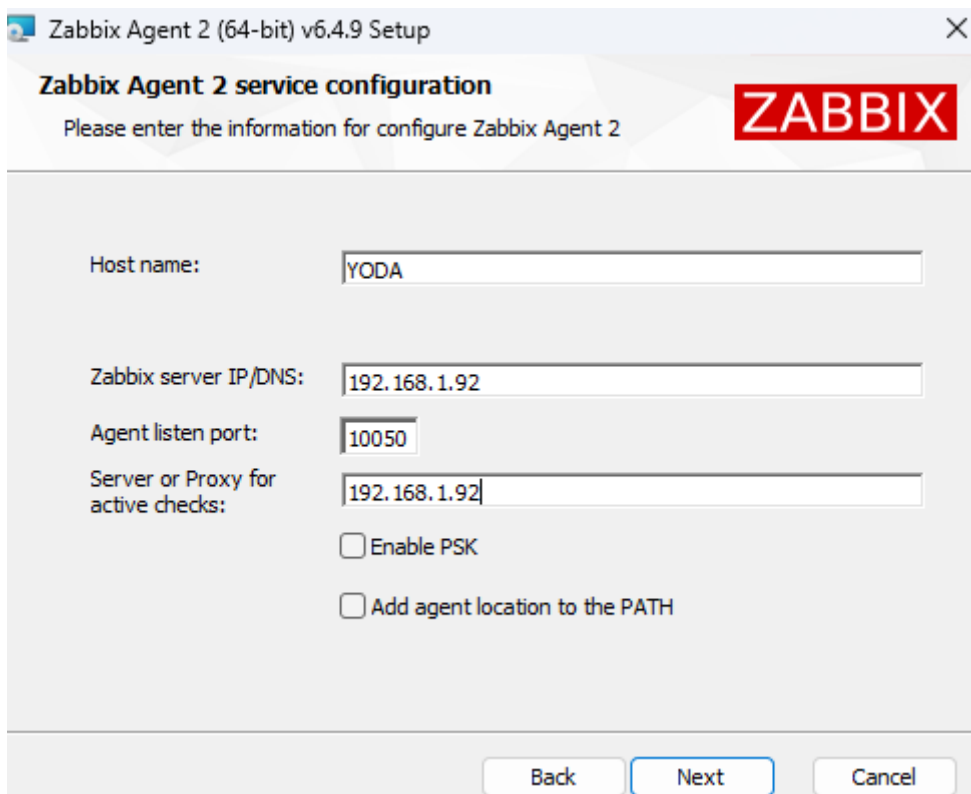 Zabbix Agent 2 (64-bit) v6.4.9 Setup
Zabbix Agent 2 service configuration
Please enter the information for configure Zabbix Agent 2
ZABBIX
Host name:
YODA
Zabbix server IP/DNS:
192.168.1.92
Agent listen port:
10050
Server or Proxy for
active checks:
192.168.1.92
Enable PSK
Add agent location to the PATH
Back
Next
Cancel